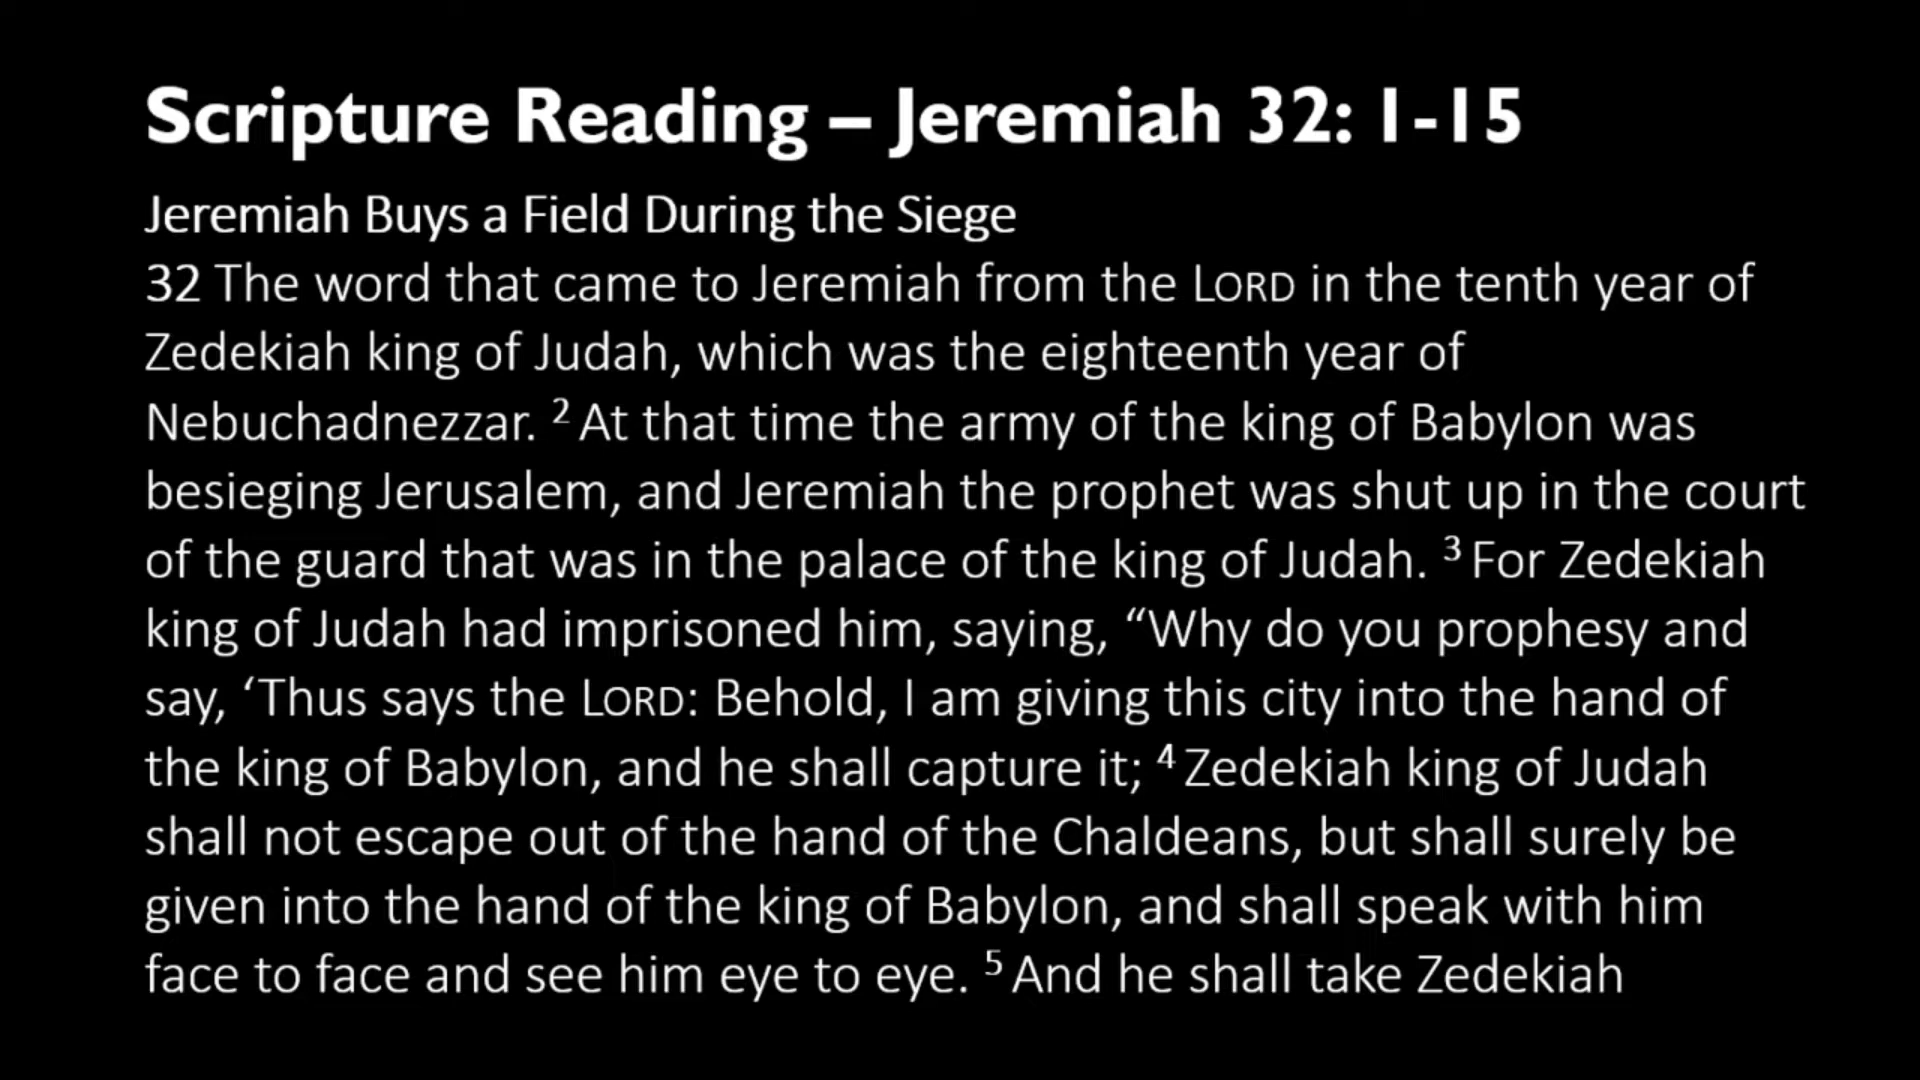 Scripture Reading – Jeremiah 32: 1-15
Jeremiah Buys a Field During the Siege
32 The word that came to Jeremiah from the LORD in the tenth year of
Zedekiah king of Judah, which was the eighteenth year of
Nebuchadnezzar. ² At that time the army of the king of Babylon was
besieging Jerusalem, and Jeremiah the prophet was shut up in the court
of the guard that was in the palace of the king of Judah. ³ For Zedekiah
king of Judah had imprisoned him, saying, “Why do you prophesy and
say, ‘Thus says the LORD: Behold, I am giving this city into the hand of
the king of Babylon, and he shall capture it; ⁴ Zedekiah king of Judah
shall not escape out of the hand of the Chaldeans, but shall surely be
given into the hand of the king of Babylon, and shall speak with him
face to face and see him eye to eye. ⁵ And he shall take Zedekiah